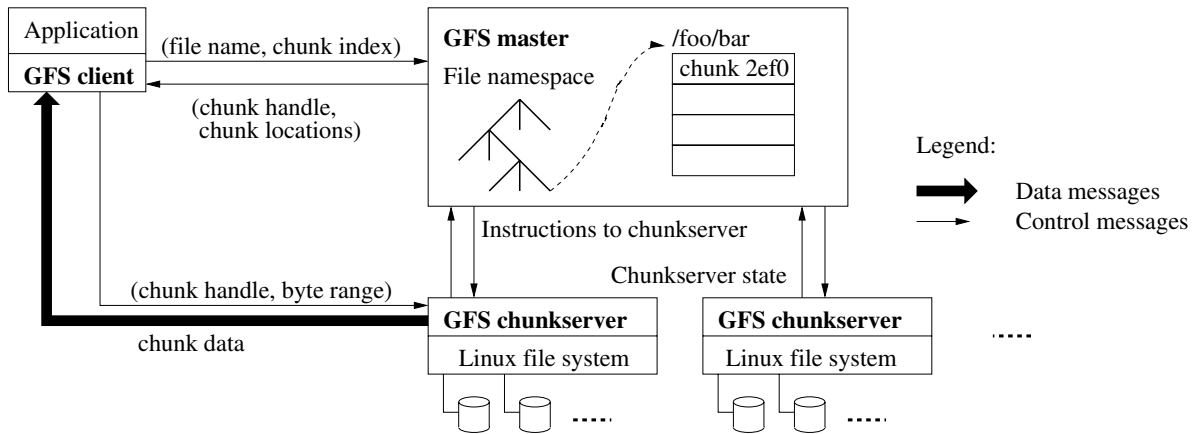 Application
GFS client
(file name, chunk index)
(chunk handle,
chunk locations)
GFS master
File namespace
/foo/bar
chunk 2ef0
Legend:
Data messages
Control messages
Instructions to chunkserver
Chunkserver state
(chunk handle, byte range)
chunk data
GFS chunkserver
Linux file system
GFS chunkserver
Linux file system